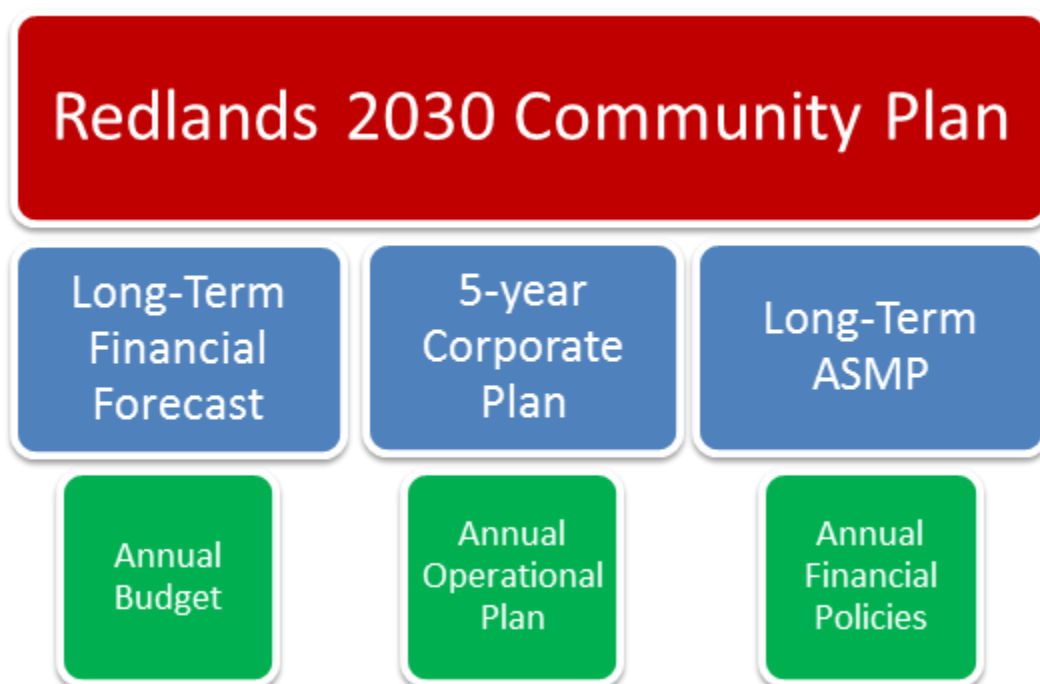 Redlands 2030 Community Plan
Long-Term
Financial
Forecast
5-year
Corporate
Plan
Long-Term
ASMP
Annual
Budget
Annual
Operational
Plan
Annual
Financial
Policies